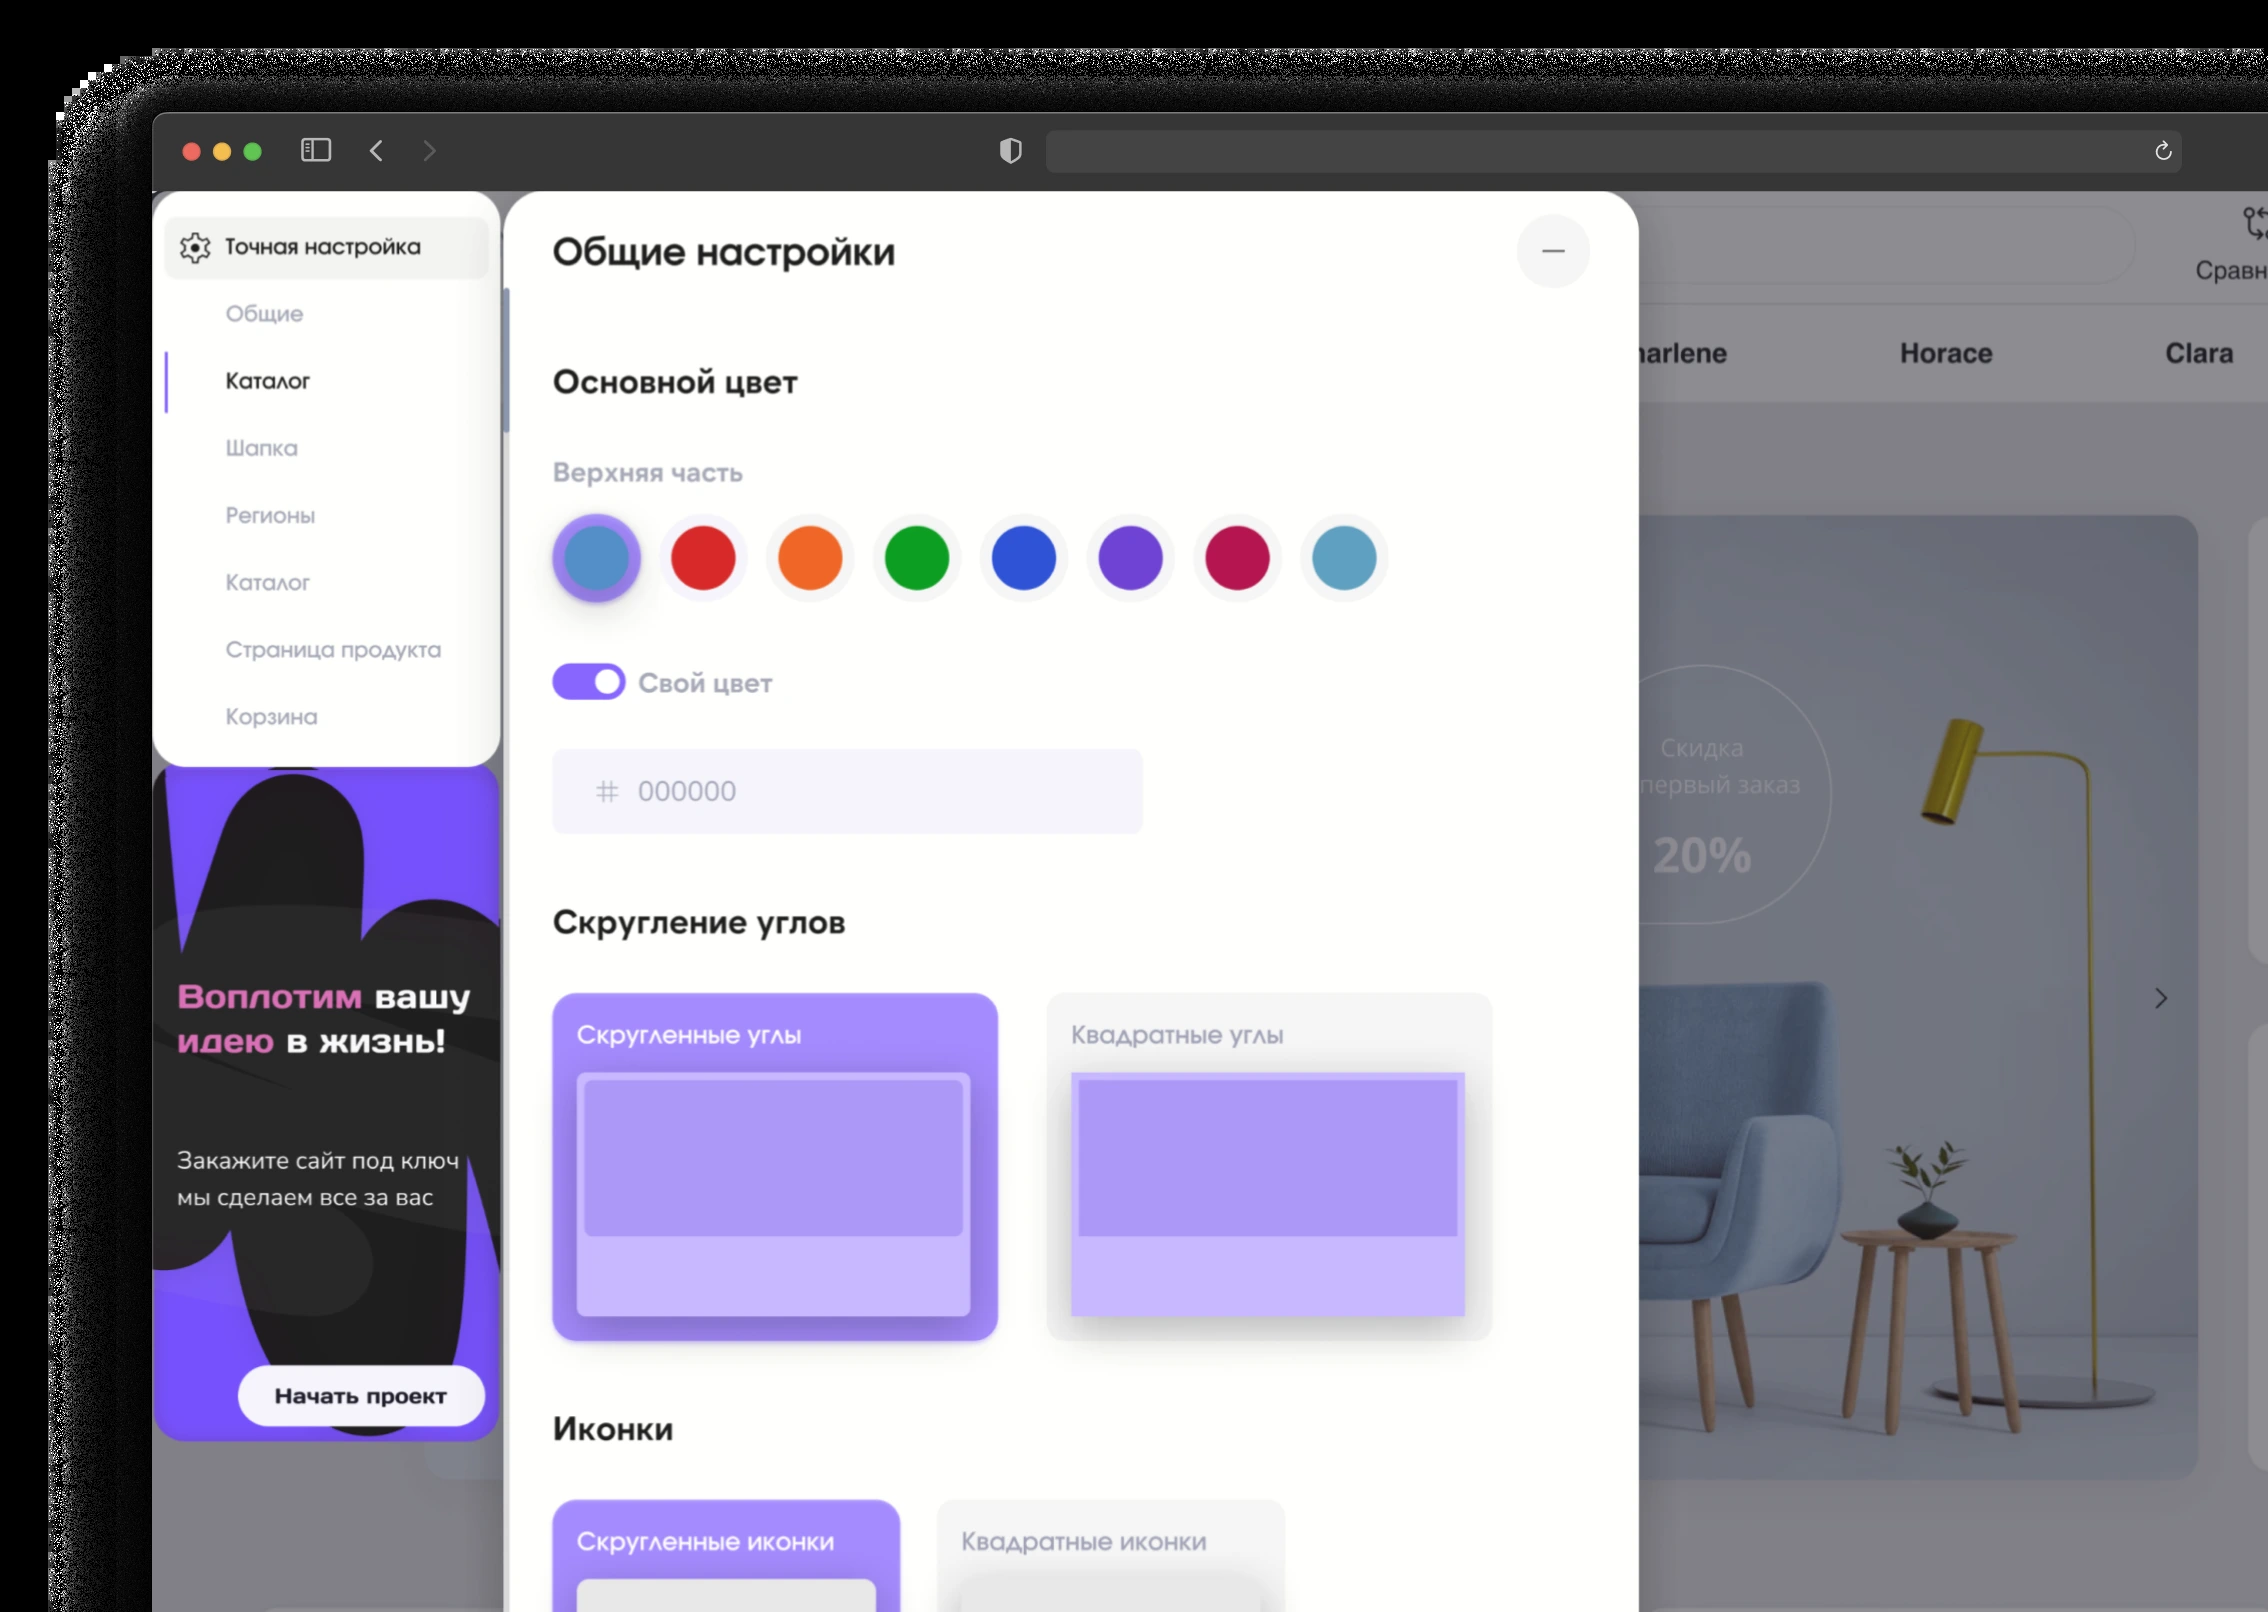 Точная настройка
Общие
Каталог
Шапка
Регионы
Каталог
Страница продукта
Корзина
Воплотим вашу
идею в жизнь!
Закажите сайт под ключ
мы сделаем все за вас
Начать проект
Общие настройки
Основной цвет
Верхняя часть
Свой цвет
# 000000
Скругление углов
Скругленные углы
Квадратные углы
Иконки
Скругленные иконки
Квадратные иконки
Сравн
arlene
Horace
Clara
Скидка
первый заказ
20%